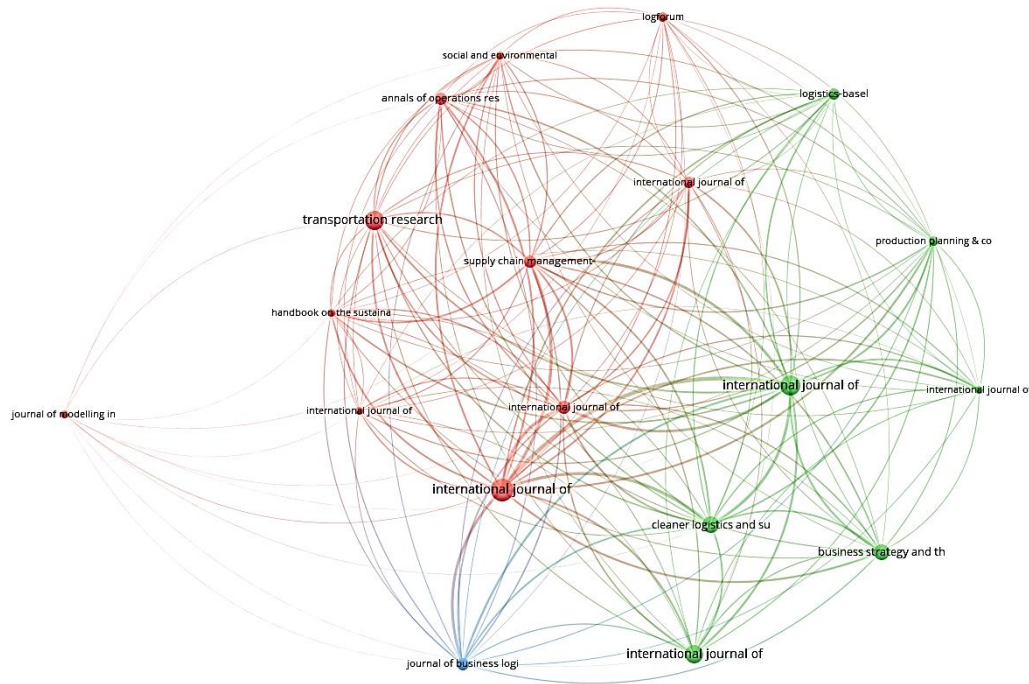 logforum
social and environmental
logistics-basel
annals of operations res
international journal of
transportation research
production planning & co
supply chain management-
handbook on the sustaina
international journal of
international journal o
international journal of
international journal of
journal of modelling in
international journal of
cleaner logistics and su
business strategy and th
international journal of
journal of business logi